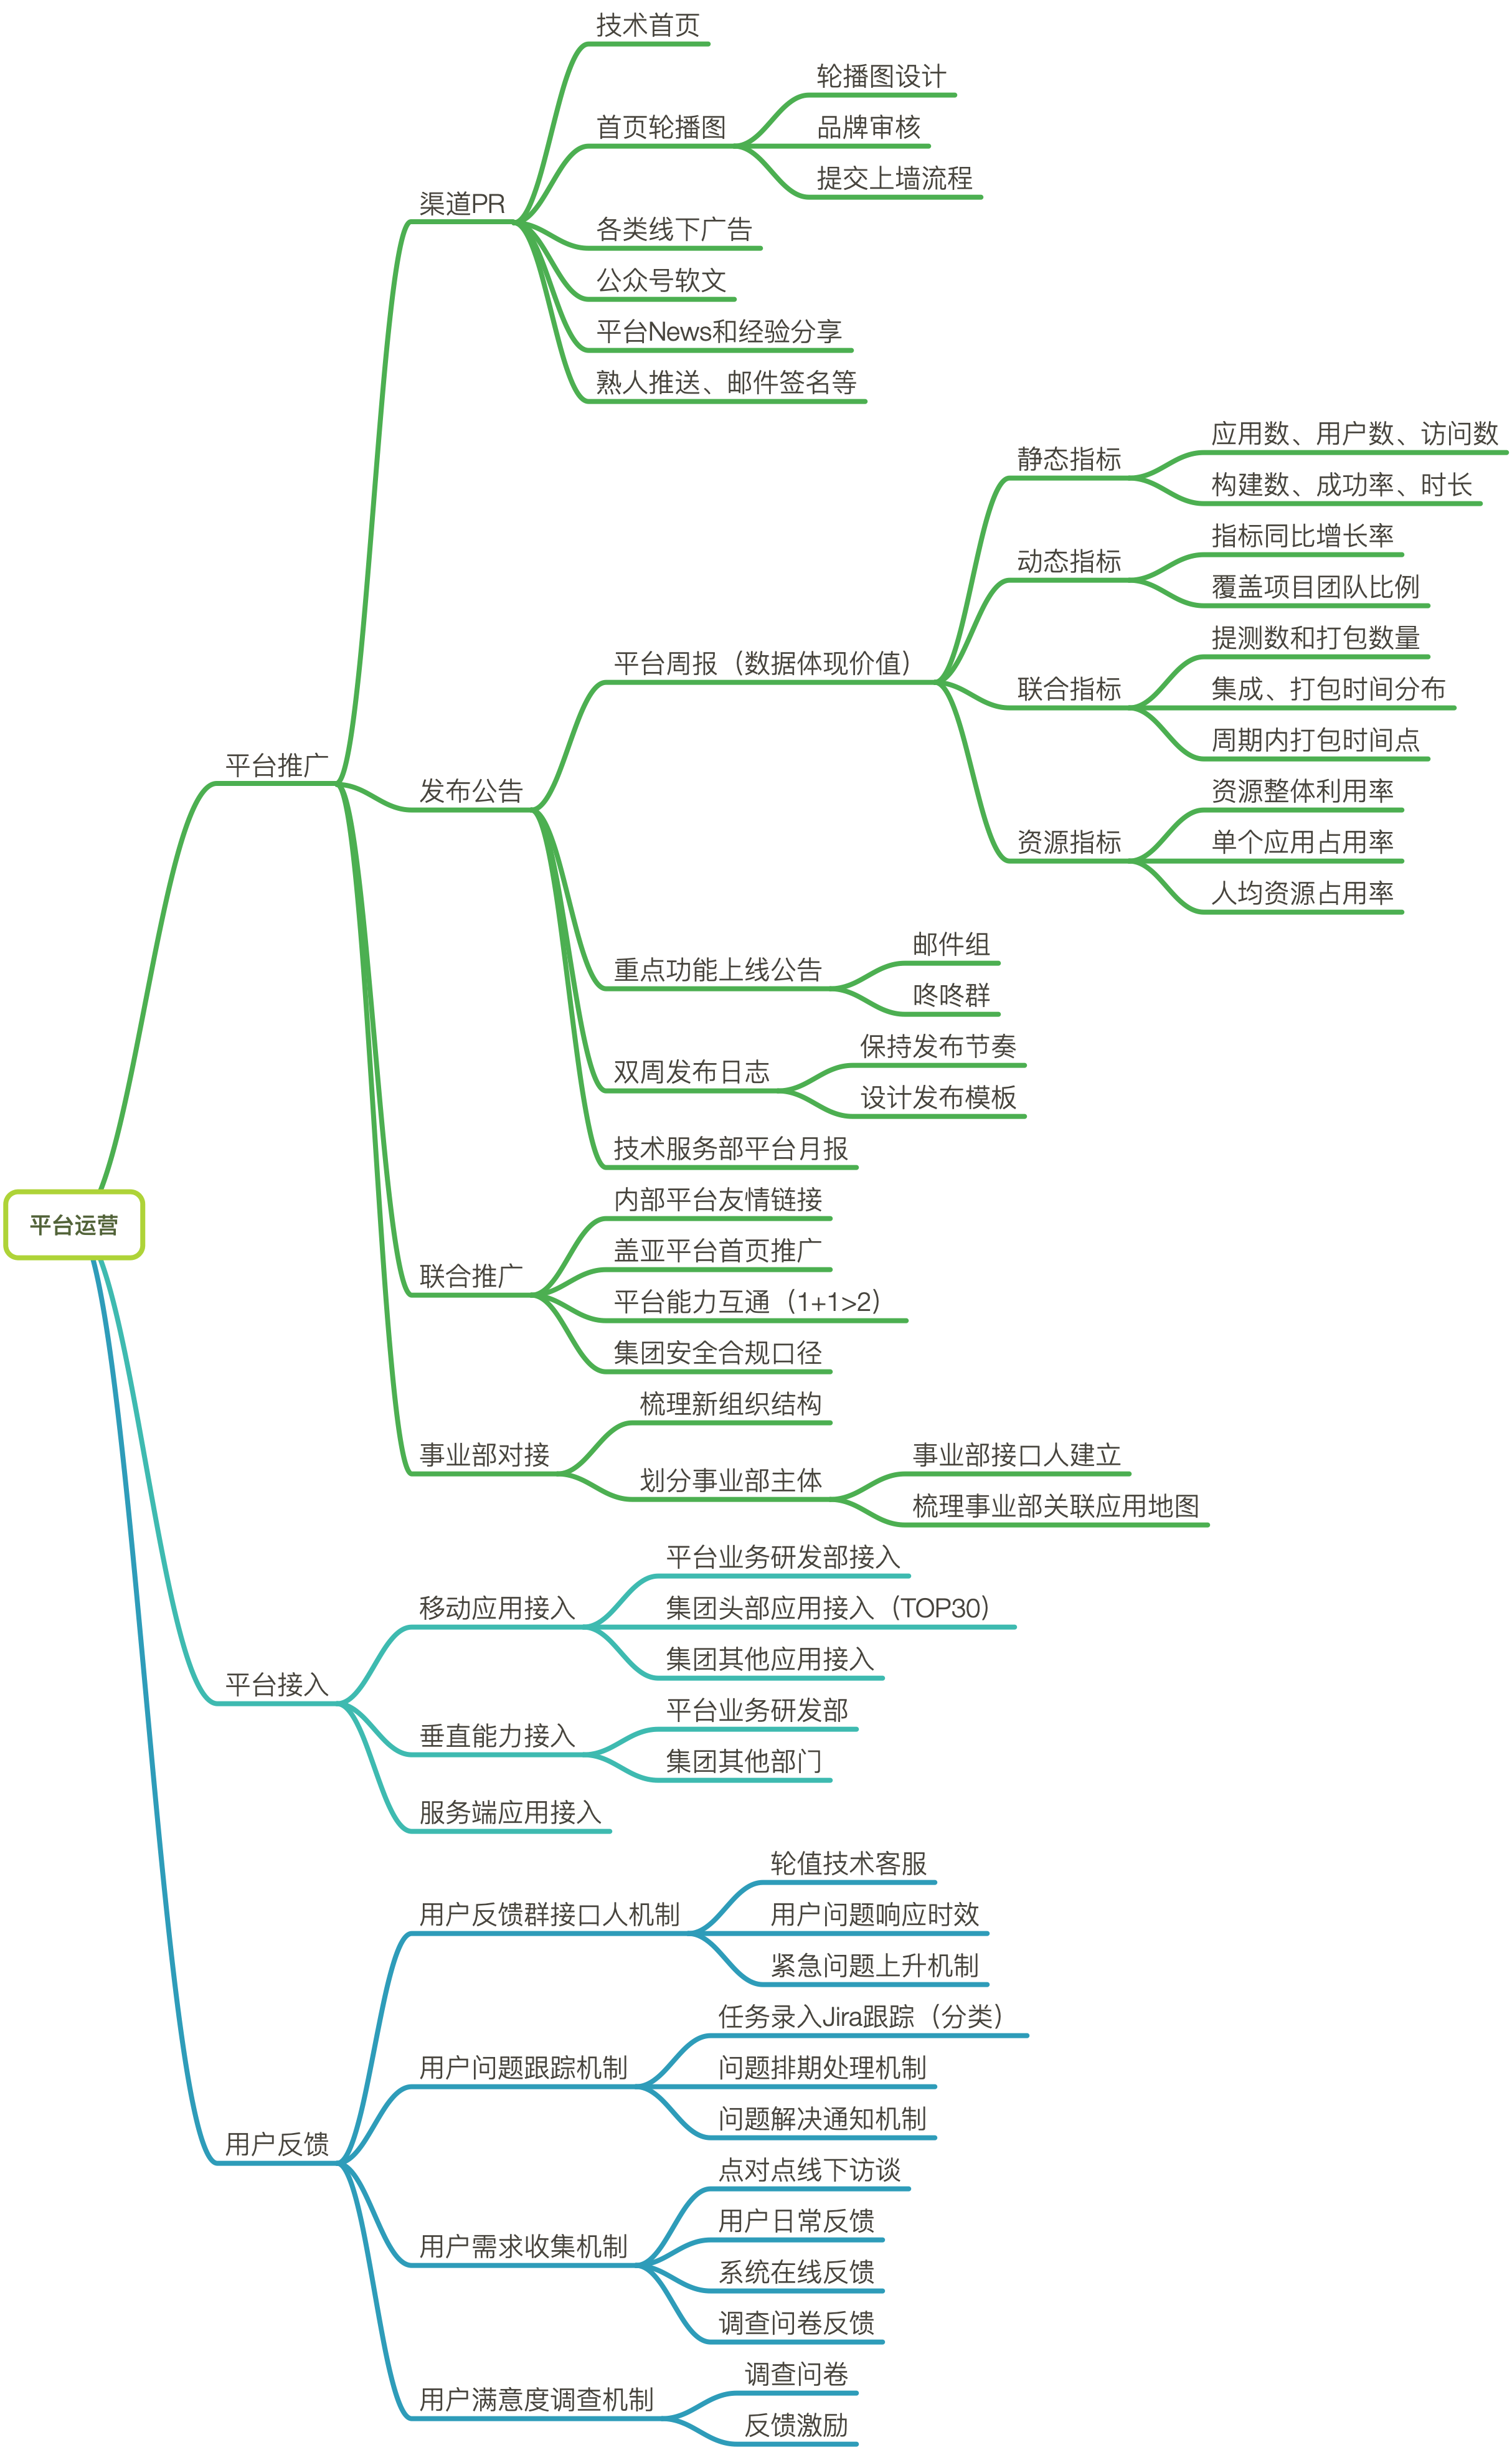 技术首页
轮播图设计
首页轮播图
品牌审核
提交上墙流程
渠道PR
各类线下广告
公众号软文
平台News和经验分享
熟人推送、邮件签名等
应用数、用户数、访问数
静态指标
构建数、成功率、时长
指标同比增长率
动态指标
覆盖项目团队比例
提测数和打包数量
平台周报（数据体现价值）
联合指标
集成、打包时间分布
周期内打包时间点
平台推广
发布公告
资源整体利用率
资源指标
单个应用占用率
人均资源占用率
邮件组
重点功能上线公告
咚咚群
保持发布节奏
双周发布日志
设计发布模板
技术服务部平台月报
内部平台友情链接
平台运营
盖亚平台首页推广
联合推广
平台能力互通（1+1>2）
集团安全合规口径
梳理新组织结构
事业部对接
事业部接口人建立
划分事业部主体
梳理事业部关联应用地图
平台业务研发部接入
移动应用接入
集团头部应用接入（TOP30）
集团其他应用接入
平台接入
平台业务研发部
垂直能力接入
集团其他部门
服务端应用接入
轮值技术客服
用户反馈群接口人机制
用户问题响应时效
紧急问题上升机制
任务录入Jira跟踪（分类）
用户问题跟踪机制
问题排期处理机制
问题解决通知机制
用户反馈
点对点线下访谈
用户日常反馈
用户需求收集机制
系统在线反馈
调查问卷反馈
调查问卷
用户满意度调查机制
反馈激励